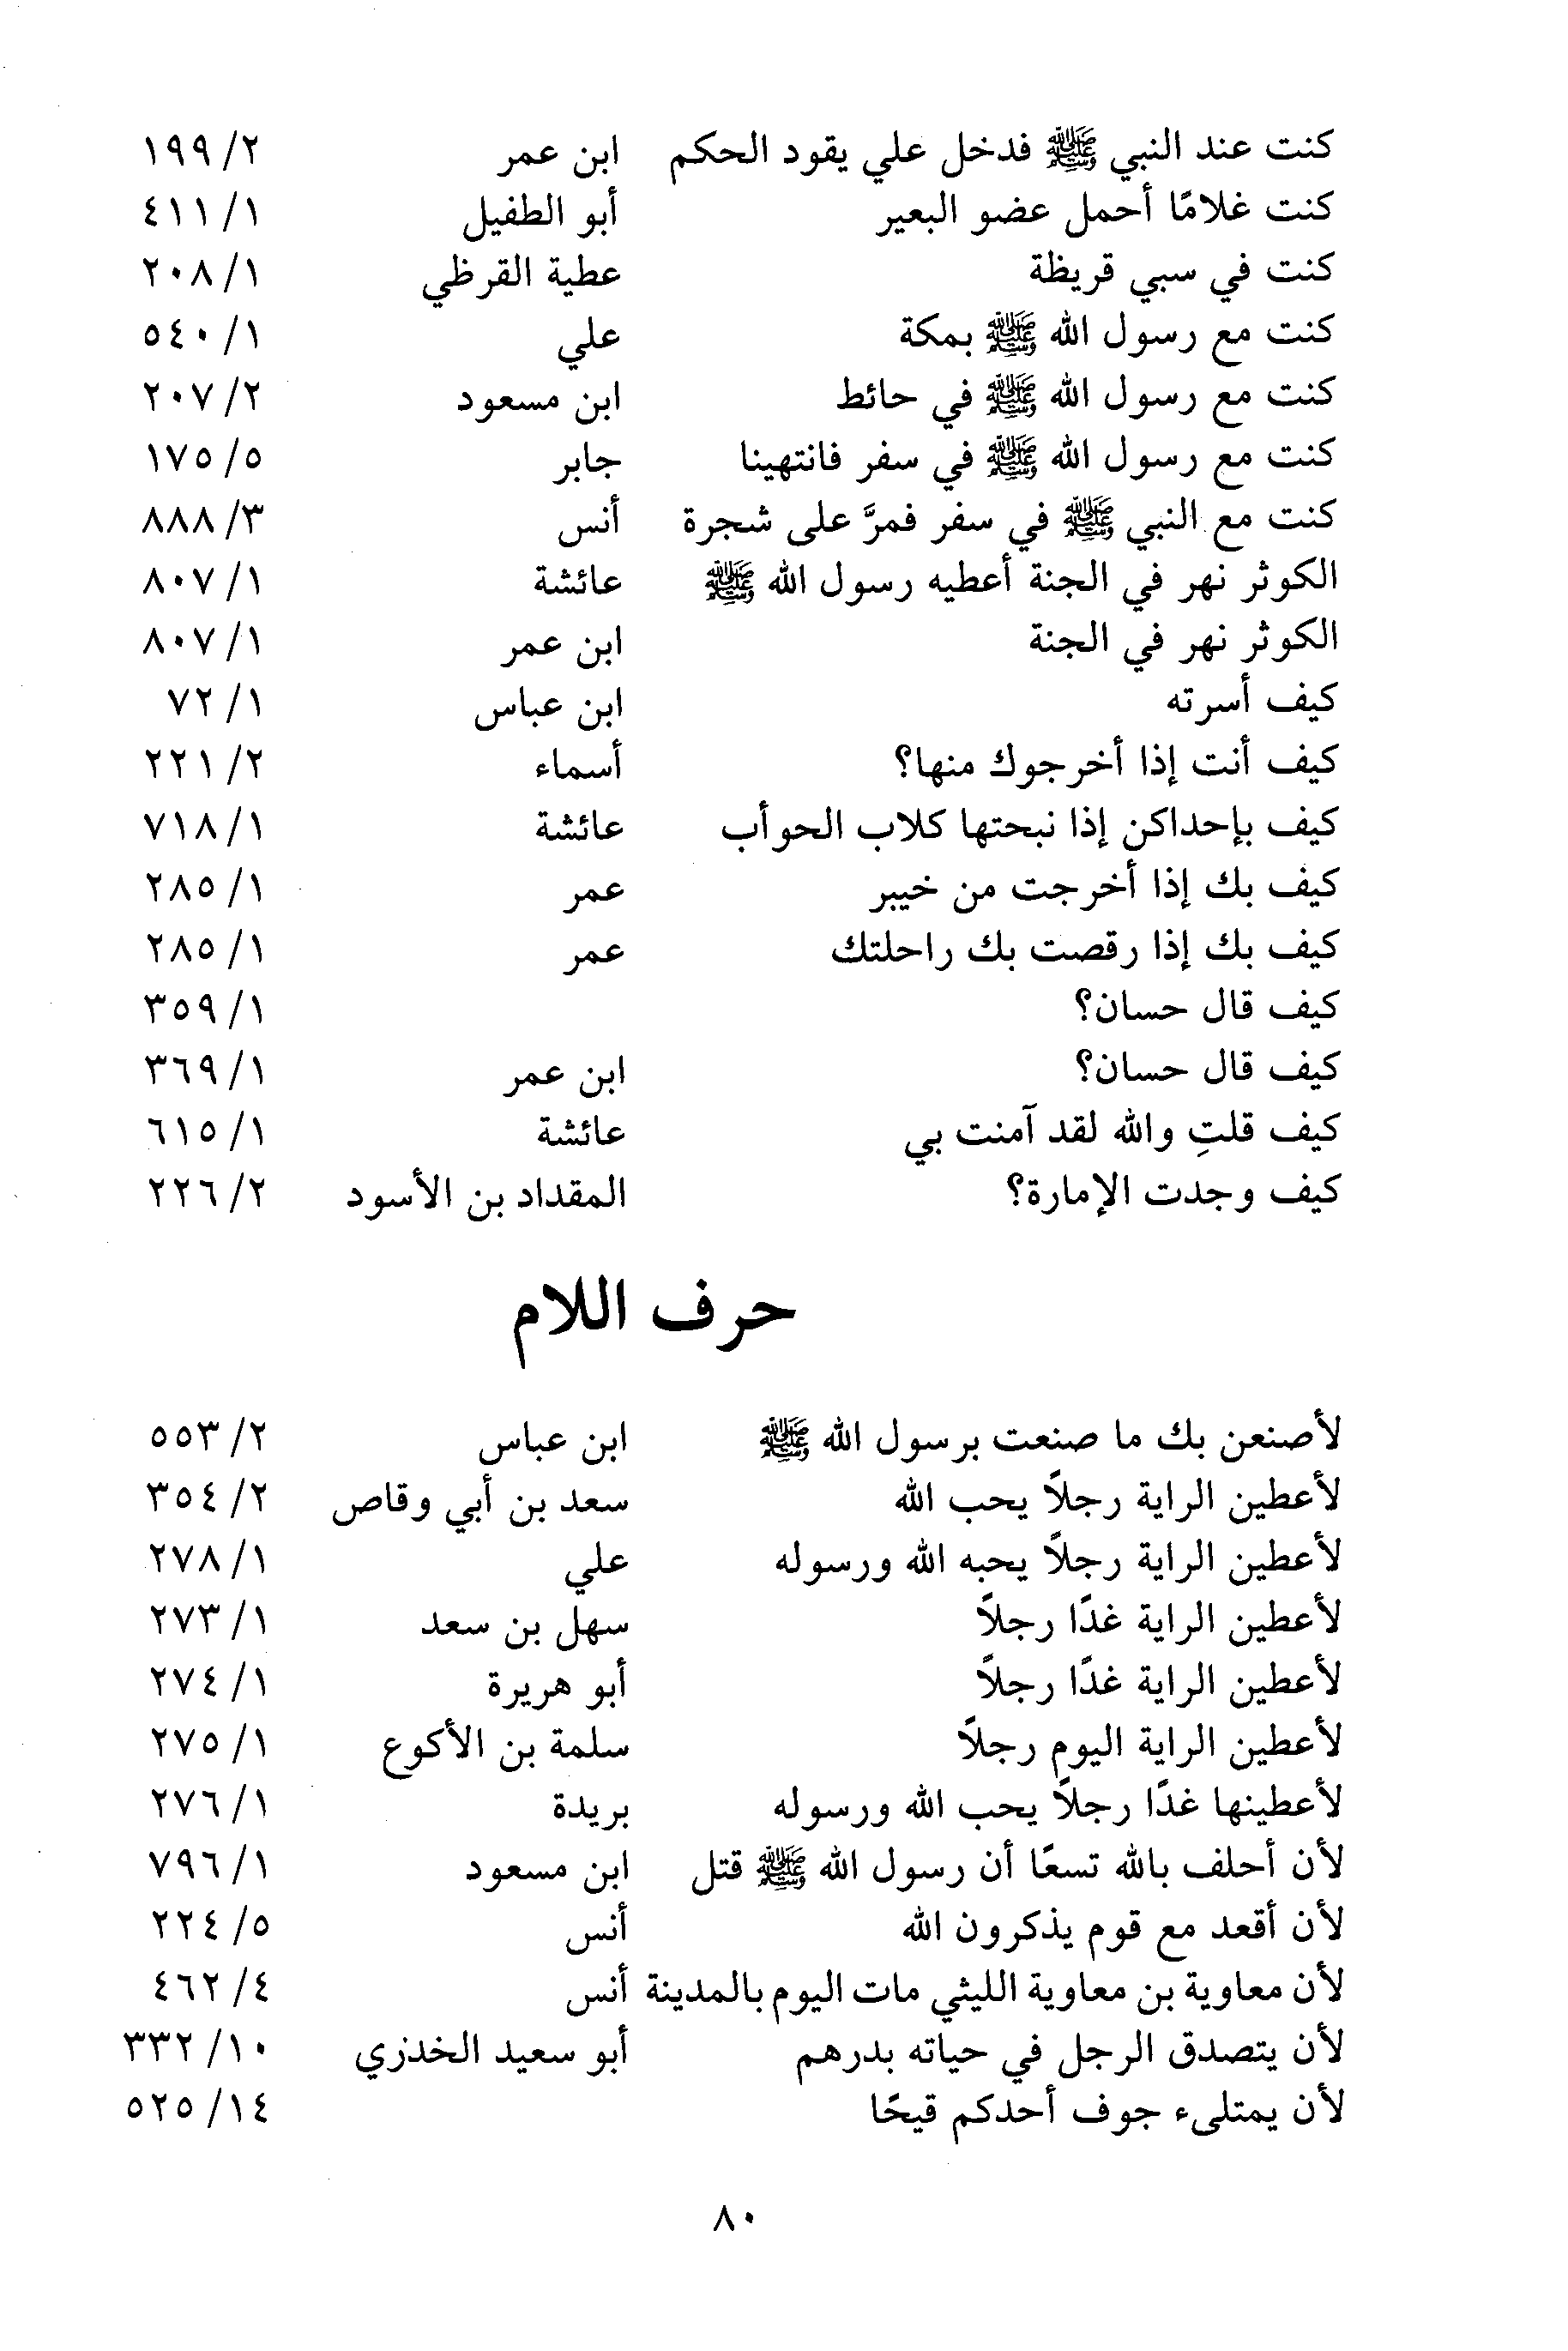 كنت عند النبي ﷺ فدخل علي يقود الحكم ابن عمر ٢/ ١٩٩
كنت غلامًا أحمل عضو البعير أبو الطفيل ١/ ٤١١
كنت في سبي قريظة عطية القرظي ١/ ٢٠٨
كنت مع رسول الله ﷺ بمكة علي ١/ ٥٤٠
كنت مع رسول الله ﷺ في حائط ابن مسعود ٢/ ٢٠٧
كنت مع رسول الله ﷺ في سفر فانتهينا جابر ٥/ ١٧٥
كنت مع النبي ﷺ في سفر فمرَّ على شجرة أنس ٣/ ٨٨٨
الكوثر نهر في الجنة أعطيه رسول الله ﷺ عائشة ١/ ٨٠٧
الكوثر نهر في الجنة ابن عمر ١/ ٨٠٧
كيف أسرته ابن عباس ١/ ٧٢
كيف أنت إذا أخرجوك منها؟ أسماء ٢/ ٢٢١
كيف بإحداكن إذا نبحتها كلاب الحوأب عائشة ١/ ٧١٨
كيف بك إذا أخرجت من خيبر عمر ١/ ٢٨٥
كيف بك إذا رقصت بك راحلتك عمر ١/ ٢٨٥
كيف قال حسان؟ ١/ ٣٥٩
كيف قال حسان؟ ابن عمر ١/ ٣٦٩
كيف قلتِ والله لقد آمنت بي عائشة ١/ ٦١٥
كيف وجدت الإمارة؟ المقداد بن الأسود ٢/ ٢٢٦
حرف اللام
لأصنعن بك ما صنعت برسول الله ﷺ ابن عباس ٢/ ٥٥٣
لأعطين الراية رجلاً يحب الله سعد بن أبي وقاص ٢/ ٣٥٤
لأعطين الراية رجلاً يحبه الله ورسوله علي ١/ ٢٧٨
لأعطين الراية غدًا رجلاً سهل بن سعد ١/ ٢٧٣
لأعطين الراية غدًا رجلاً أبو هريرة ١/ ٢٧٤
لأعطين الراية اليوم رجلاً سلمة بن الأكوع ١/ ٢٧٥
لأعطينها غدًا رجلاً يحب الله ورسوله بريدة ١/ ٢٧٦
لأن أحلف بالله تسعًا أن رسول الله ﷺ قتل ابن مسعود ١/ ٧٩٦
لأن أقعد مع قوم يذكرون الله أنس ٥/ ٢٢٤
لأن معاوية بن معاوية الليثي مات اليوم بالمدينة أنس ٤/ ٤٦٢
لأن يتصدق الرجل في حياته بدرهم أبو سعيد الخذري ١٠/ ٣٣٢
لأن يمتلىء جوف أحدكم قيحًا ١٤/ ٥٢٥
٨٠